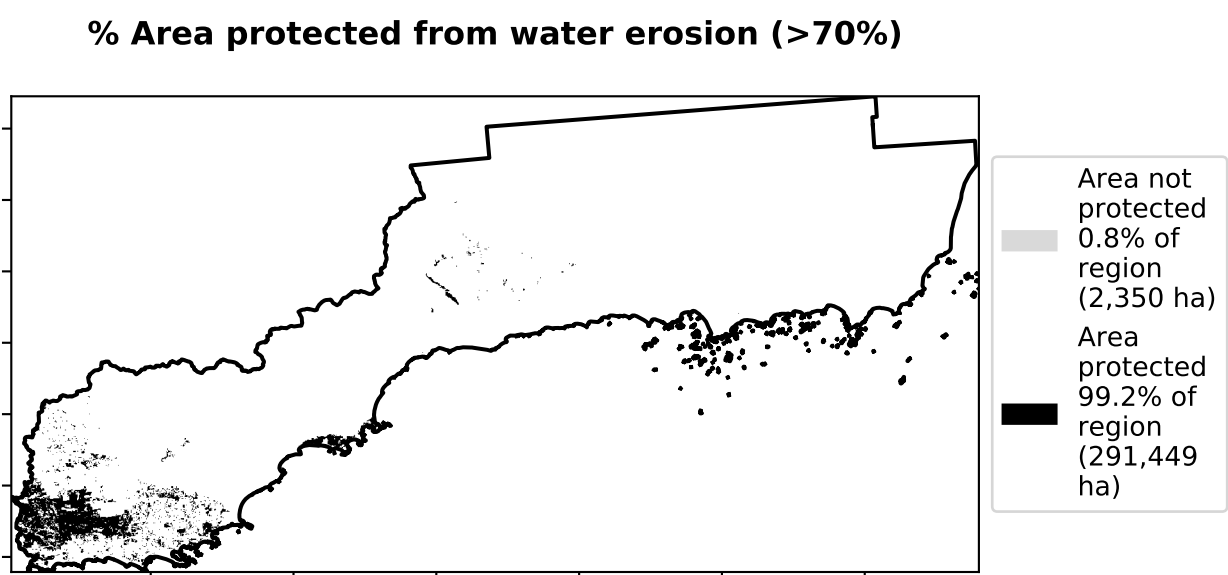 % Area protected from water erosion (>70%)
Area not
protected
0.8% of
region
(2,350 ha)
Area
protected
99.2% of
region
(291,449
ha)